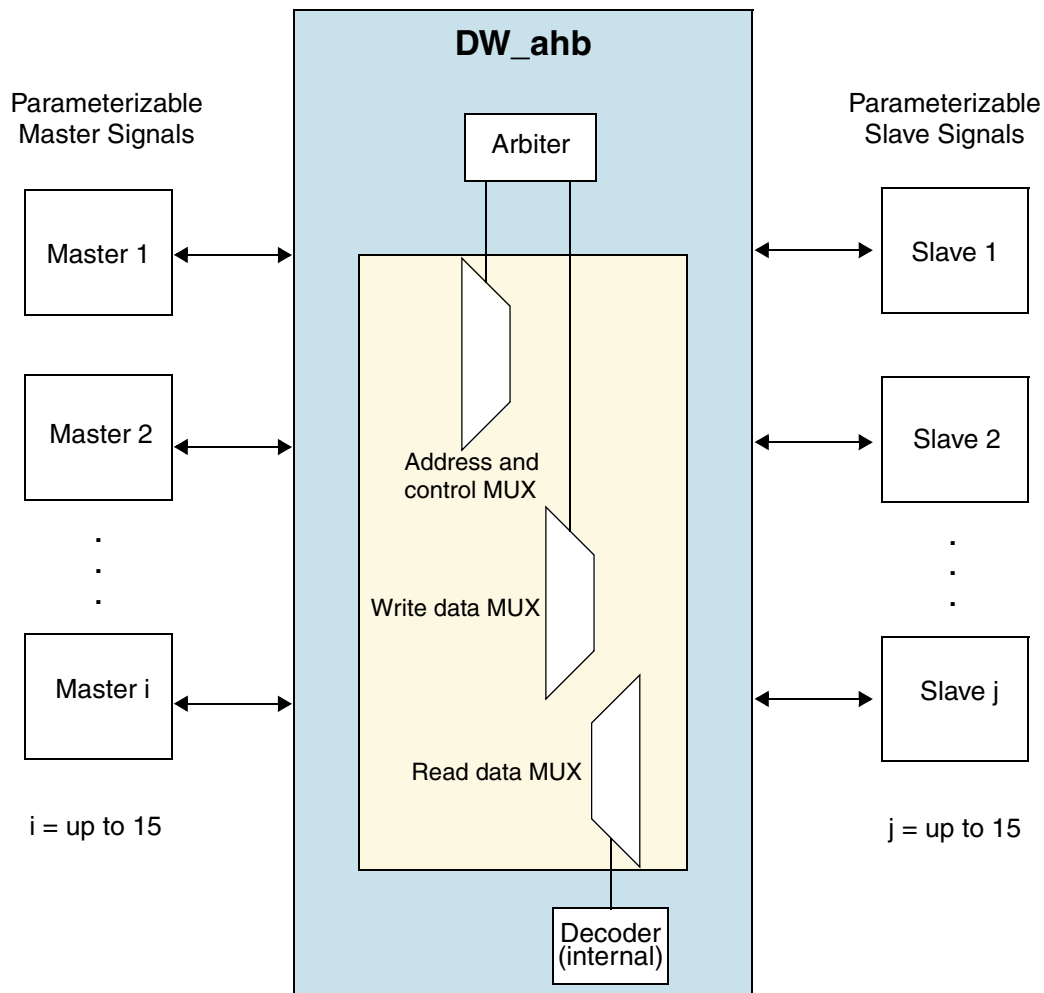 DW_ahb
Parameterizable
Master Signals
Parameterizable
Slave Signals
Arbiter
Master 1
Slave 1
Master 2
Slave 2
Address and
control MUX
.
.
.
.
.
.
Write data MUX
Master i
Slave j
Read data MUX
i = up to 15
j = up to 15
Decoder
(internal)